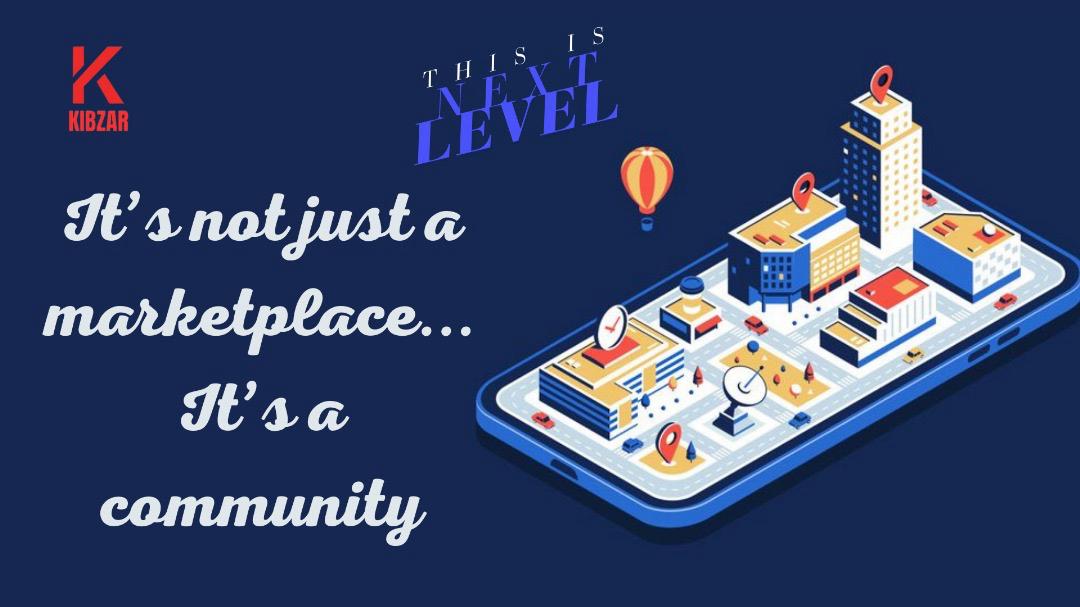 KIBZAR
THIS IS
NEXT
LEVEL
It's not just a
marketplace...
It's a
community